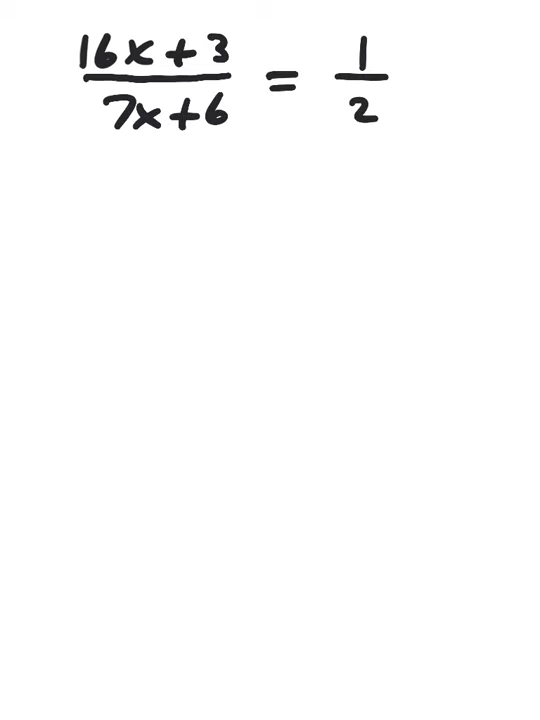 16x + 3 / 7x + 6 = 1 / 2